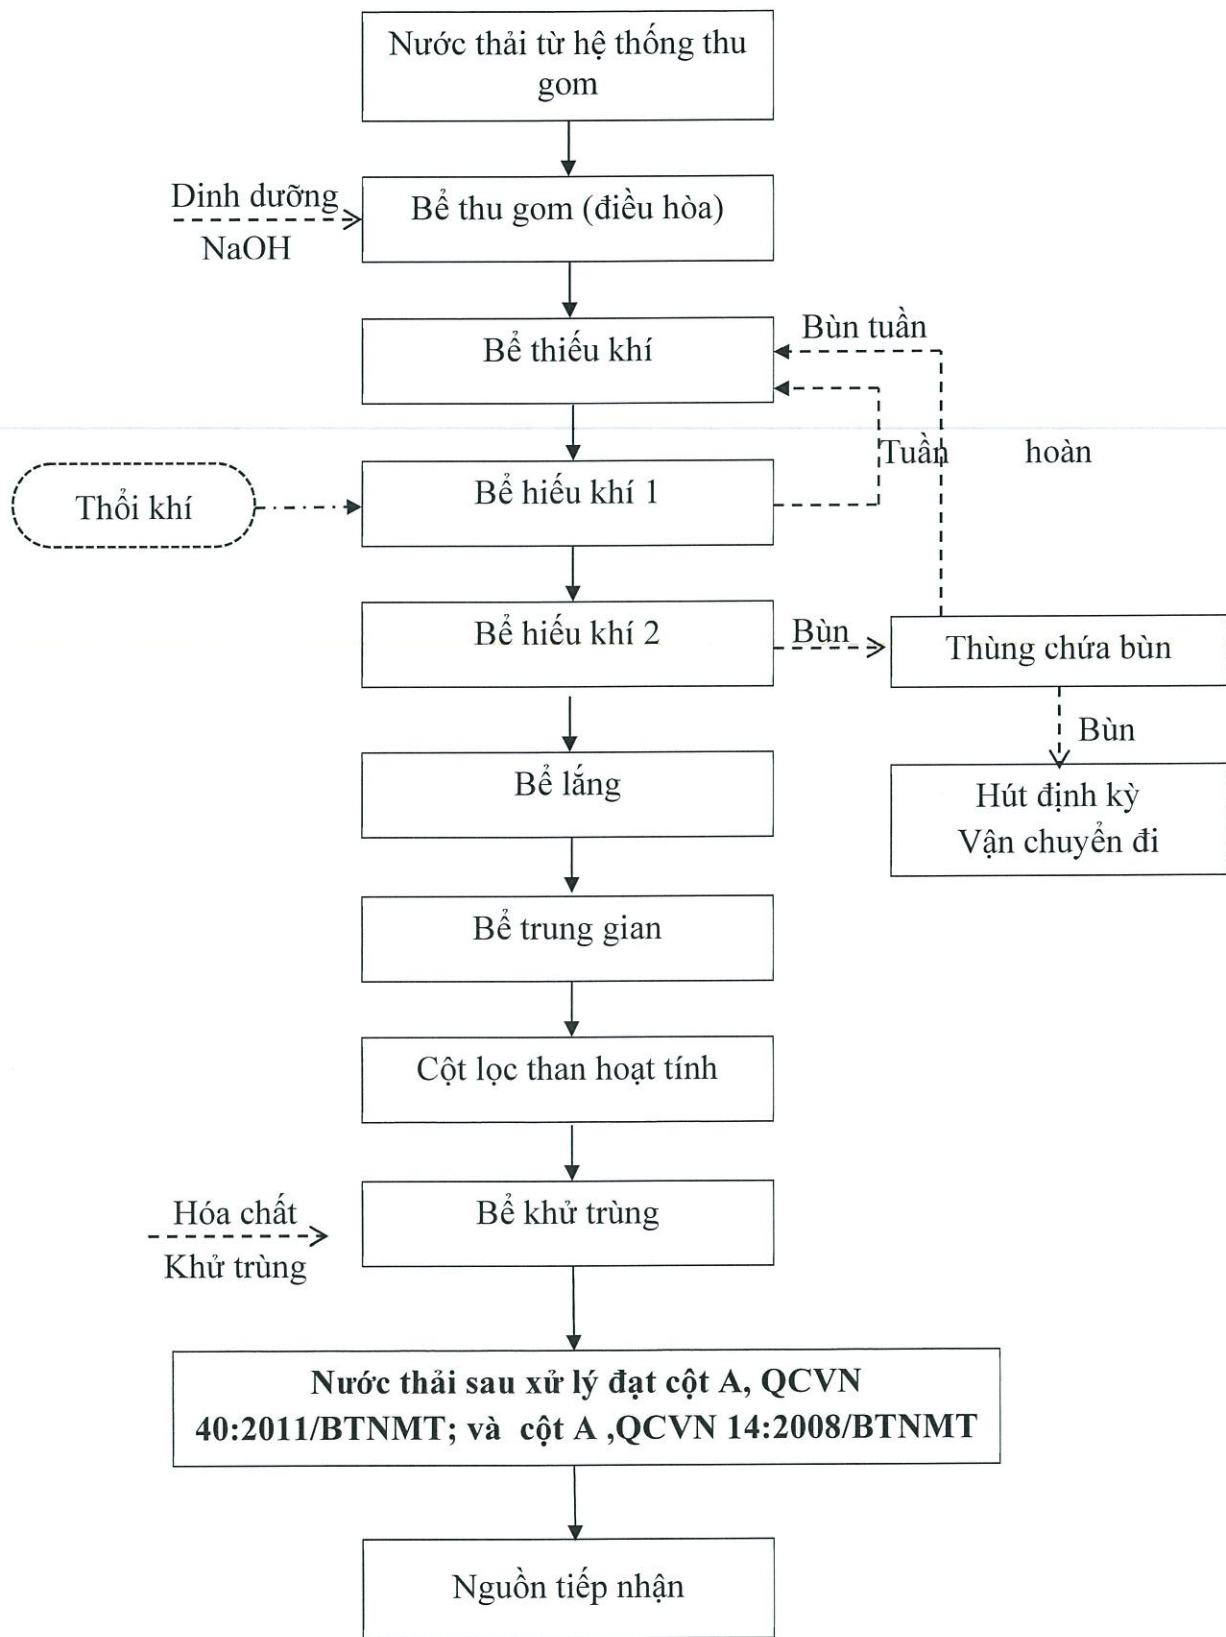 Nước thải từ hệ thống thu
gom
Dinh dưỡng
NaOH
Bể thu gom (điều hòa)
Bể thiếu khí
Bùn tuần
Tuần hoàn
Thổi khí
Bể hiếu khí 1
Bể hiếu khí 2
Bùn
Thùng chứa bùn
Bùn
Bể lắng
Hút định kỳ
Vận chuyển đi
Bể trung gian
Cột lọc than hoạt tính
Hóa chất
Khử trùng
Bể khử trùng
Nước thải sau xử lý đạt cột A, QCVN
40:2011/BTNMT; và cột A ,QCVN 14:2008/BTNMT
Nguồn tiếp nhận